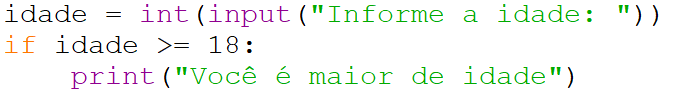 idade = int(input("Informe a idade: "))
if idade >= 18:
    print("Você é maior de idade")